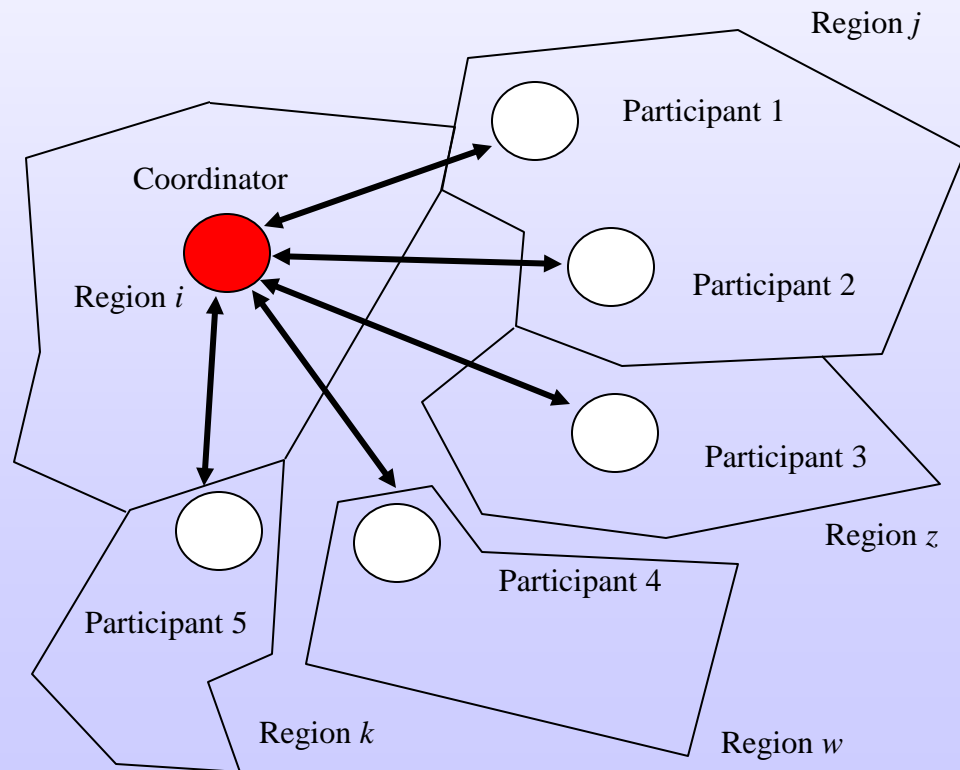 Region j
Participant 1
Coordinator
Region i
Participant 2
Participant 3
Region z
Participant 4
Participant 5
Region k
Region w